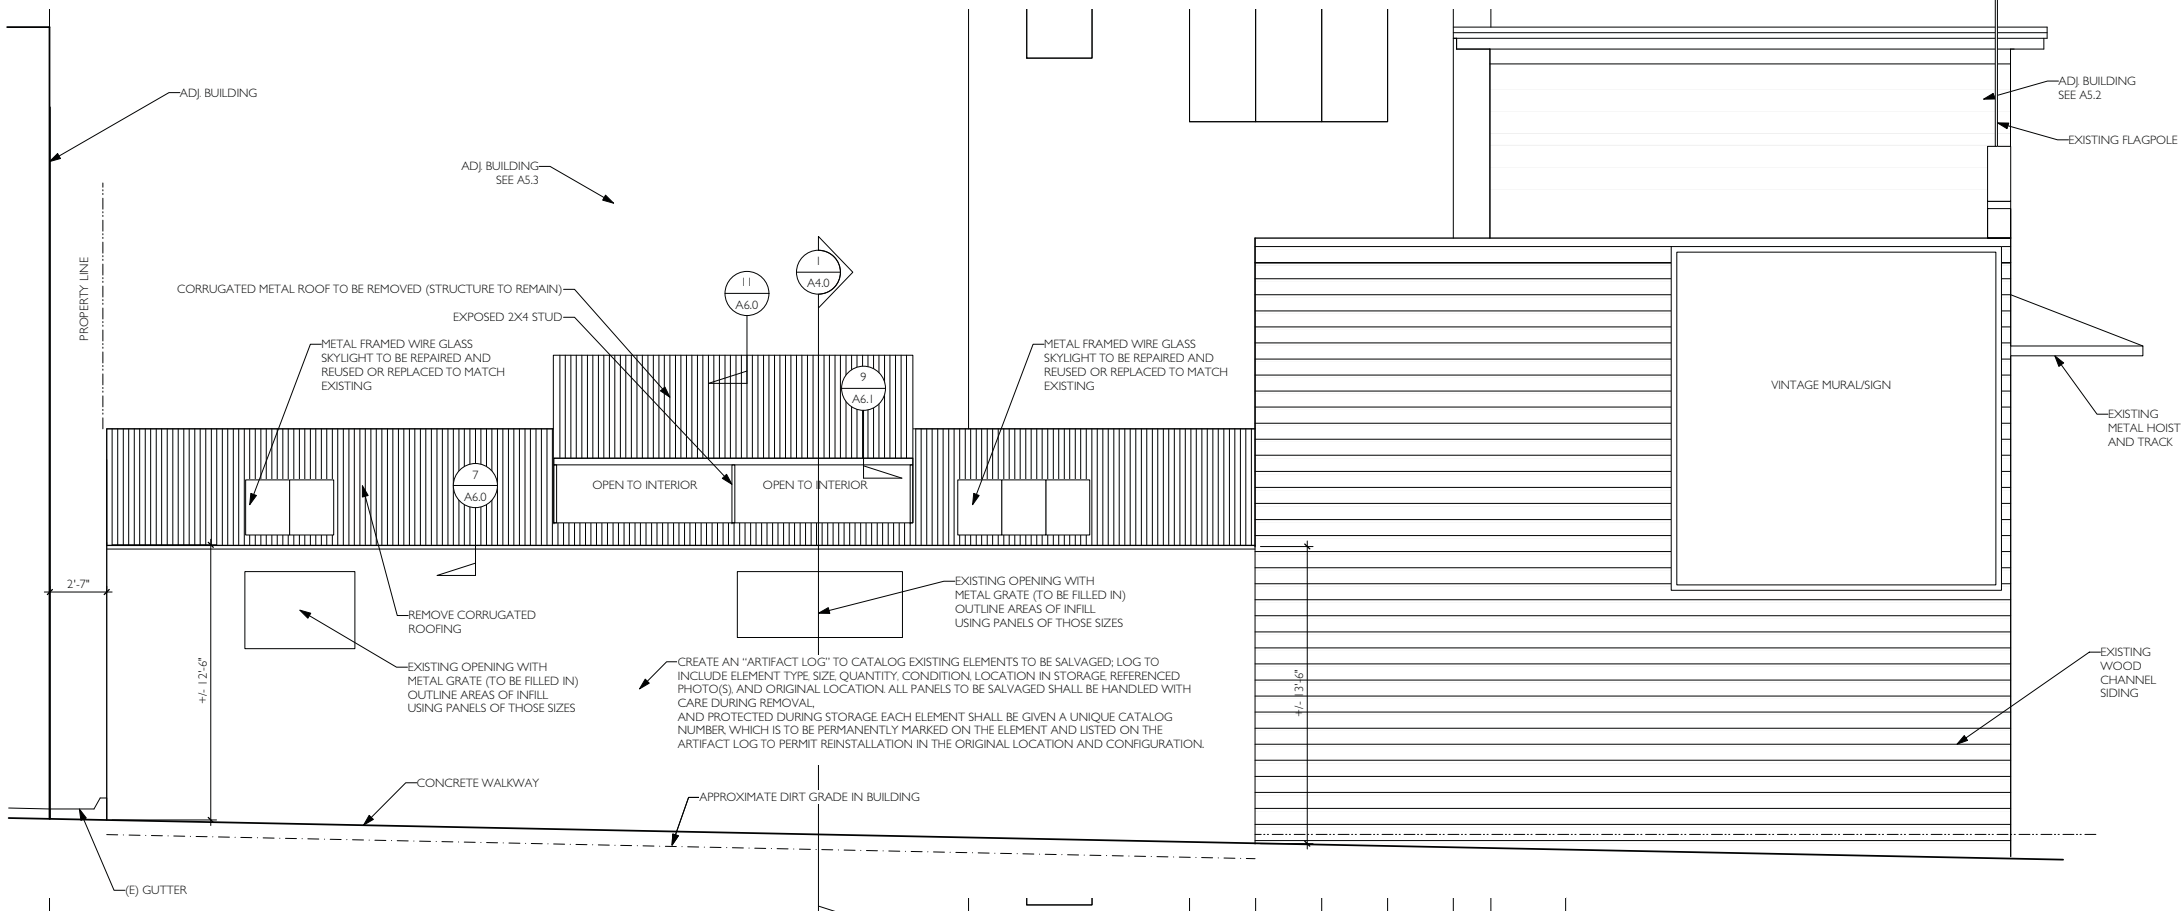 ADJ. BUILDING
ADJ. BUILDING
SEE A5.2
EXISTING FLAGPOLE
ADJ. BUILDING
SEE A5.3
PROPERTY LINE
1
A4.0
11
A6.0
CORRUGATED METAL ROOF TO BE REMOVED (STRUCTURE TO REMAIN)
EXPOSED 2X4 STUD
METAL FRAMED WIRE GLASS
SKYLIGHT TO BE REPAIRED AND
REUSED OR REPLACED TO MATCH
EXISTING
METAL FRAMED WIRE GLASS
SKYLIGHT TO BE REPAIRED AND
REUSED OR REPLACED TO MATCH
EXISTING
9
A6.1
VINTAGE MURAL/SIGN
EXISTING
METAL HOIST
AND TRACK
7
A6.0
OPEN TO INTERIOR
OPEN TO INTERIOR
2'-7"
REMOVE CORRUGATED
ROOFING
EXISTING OPENING WITH
METAL GRATE (TO BE FILLED IN)
OUTLINE AREAS OF INFILL
USING PANELS OF THOSE SIZES
EXISTING OPENING WITH
METAL GRATE (TO BE FILLED IN)
OUTLINE AREAS OF INFILL
USING PANELS OF THOSE SIZES
+/- 12'-6"
CREATE AN "ARTIFACT LOG" TO CATALOG EXISTING ELEMENTS TO BE SALVAGED; LOG TO
INCLUDE ELEMENT TYPE, SIZE, QUANTITY, CONDITION, LOCATION IN STORAGE, REFERENCED
PHOTO(S), AND ORIGINAL LOCATION. ALL PANELS TO BE SALVAGED SHALL BE HANDLED WITH
CARE DURING REMOVAL,
AND PROTECTED DURING STORAGE. EACH ELEMENT SHALL BE GIVEN A UNIQUE CATALOG
NUMBER, WHICH IS TO BE PERMANENTLY MARKED ON THE ELEMENT AND LISTED ON THE
ARTIFACT LOG TO PERMIT REINSTALLATION IN THE ORIGINAL LOCATION AND CONFIGURATION.
+/- 13'-6"
EXISTING
WOOD
CHANNEL
SIDING
CONCRETE WALKWAY
APPROXIMATE DIRT GRADE IN BUILDING
(E) GUTTER